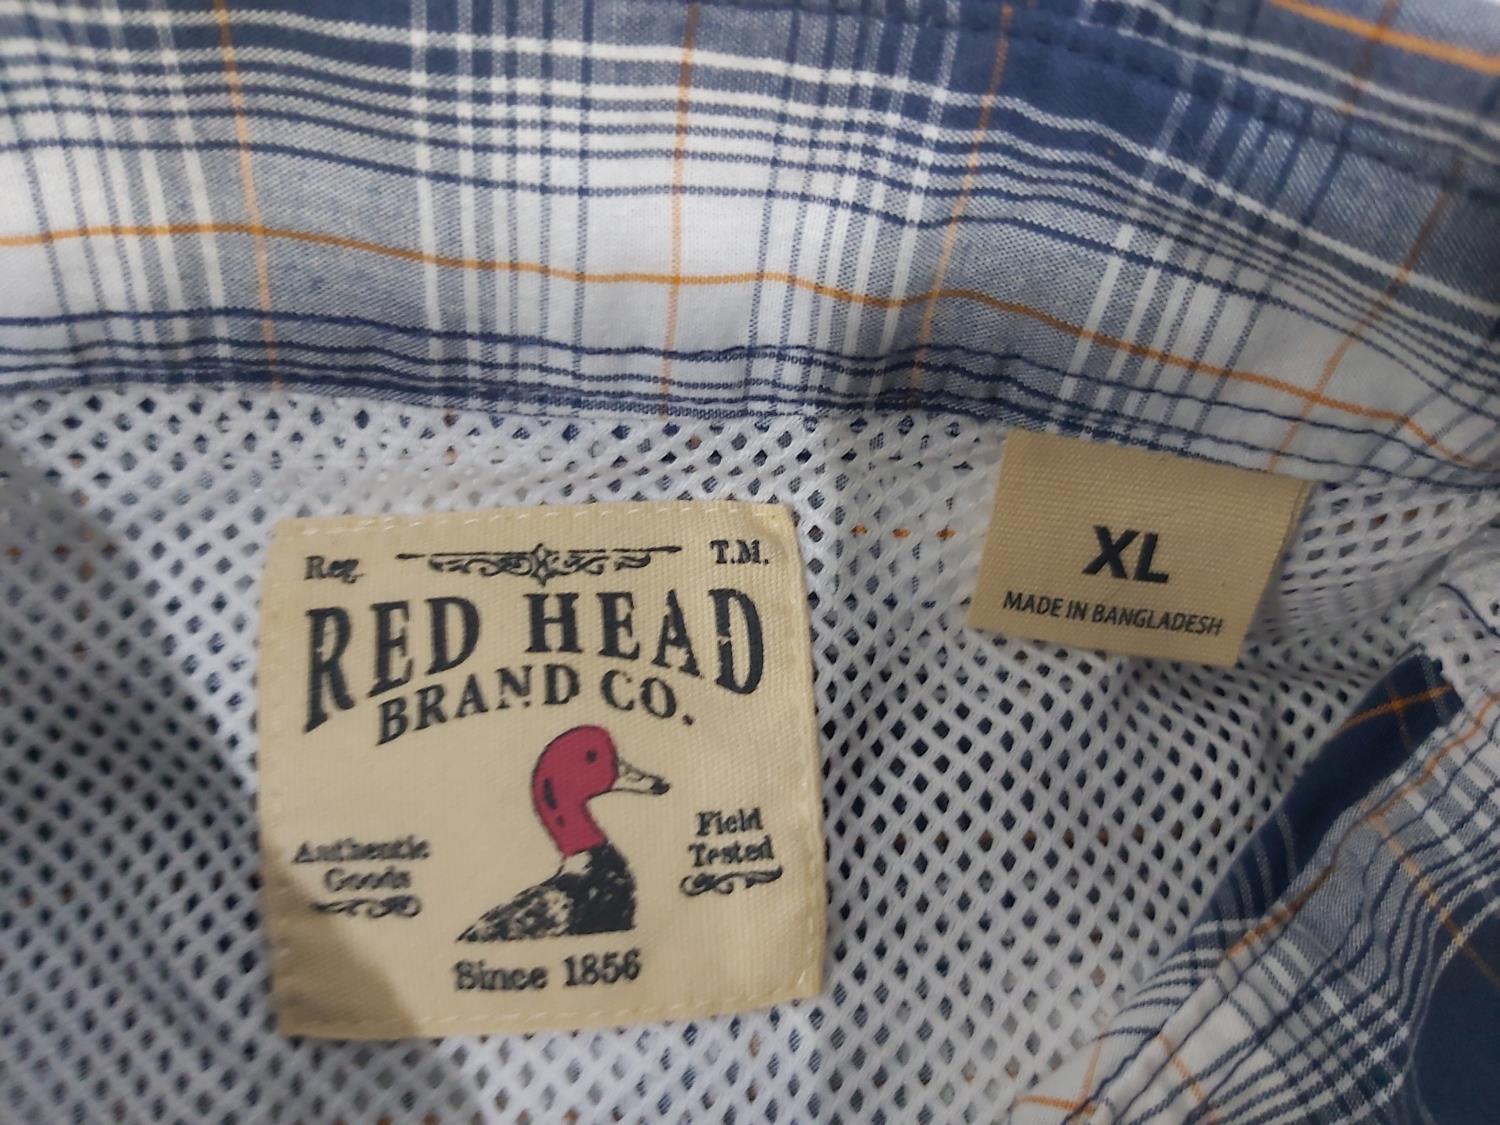 Reg. T.M.
RED HEAD
BRAND CO.
Authentic
Goods
Field
Tested
Since 1856
XL
MADE IN BANGLADESH